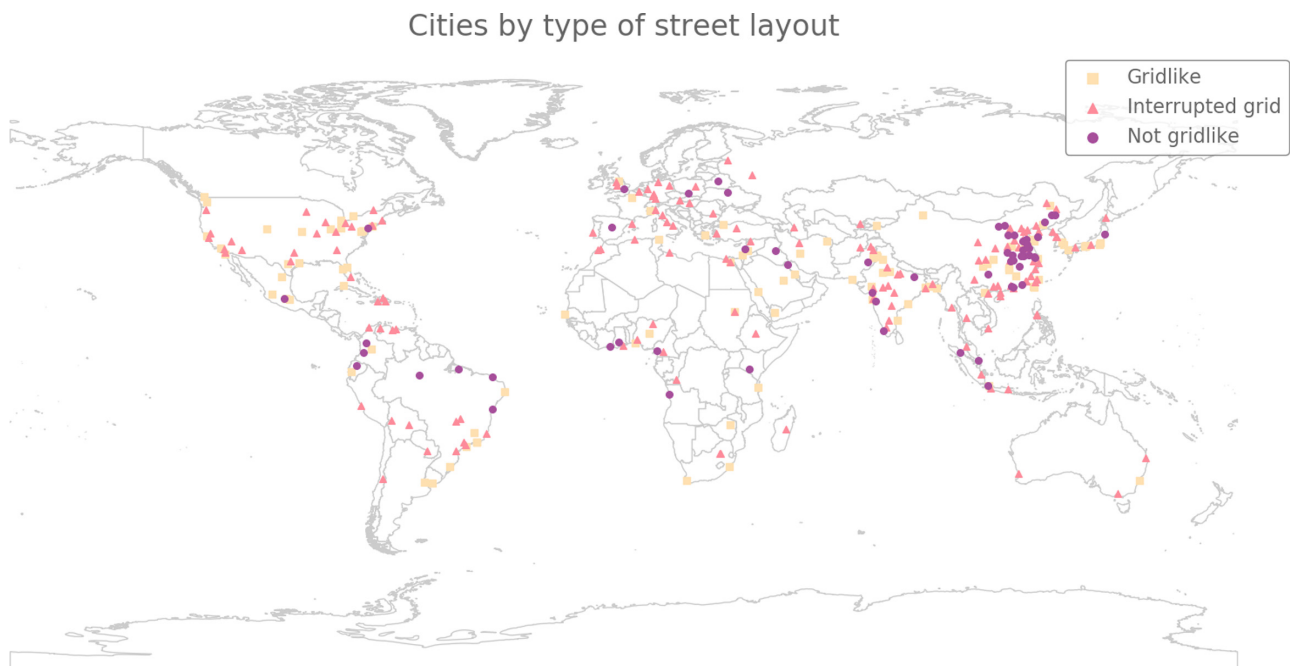 Cities by type of street layout
Gridlike
Interrupted grid
Not gridlike